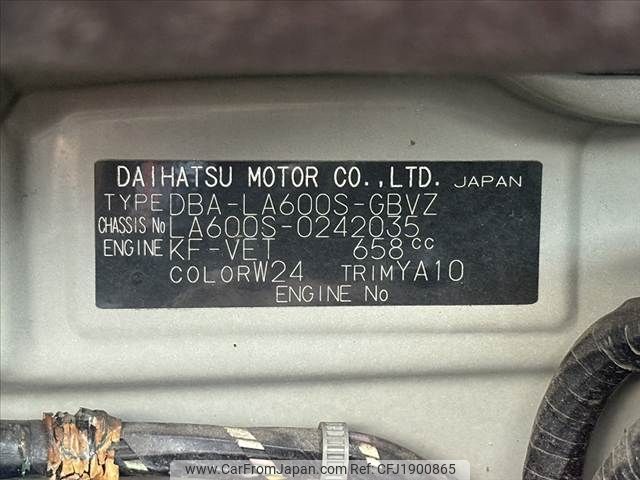 DAIHATSU MOTOR CO.,LTD. JAPAN
TYPE DBA-LA600S-GBVZ
CHASSIS No LA600S-0242035
ENGINE KF-VET 658cc
COLOR W24 TRIM YA10
ENGINE No
www.CarFromJapan.com Ref:CFJ1900865